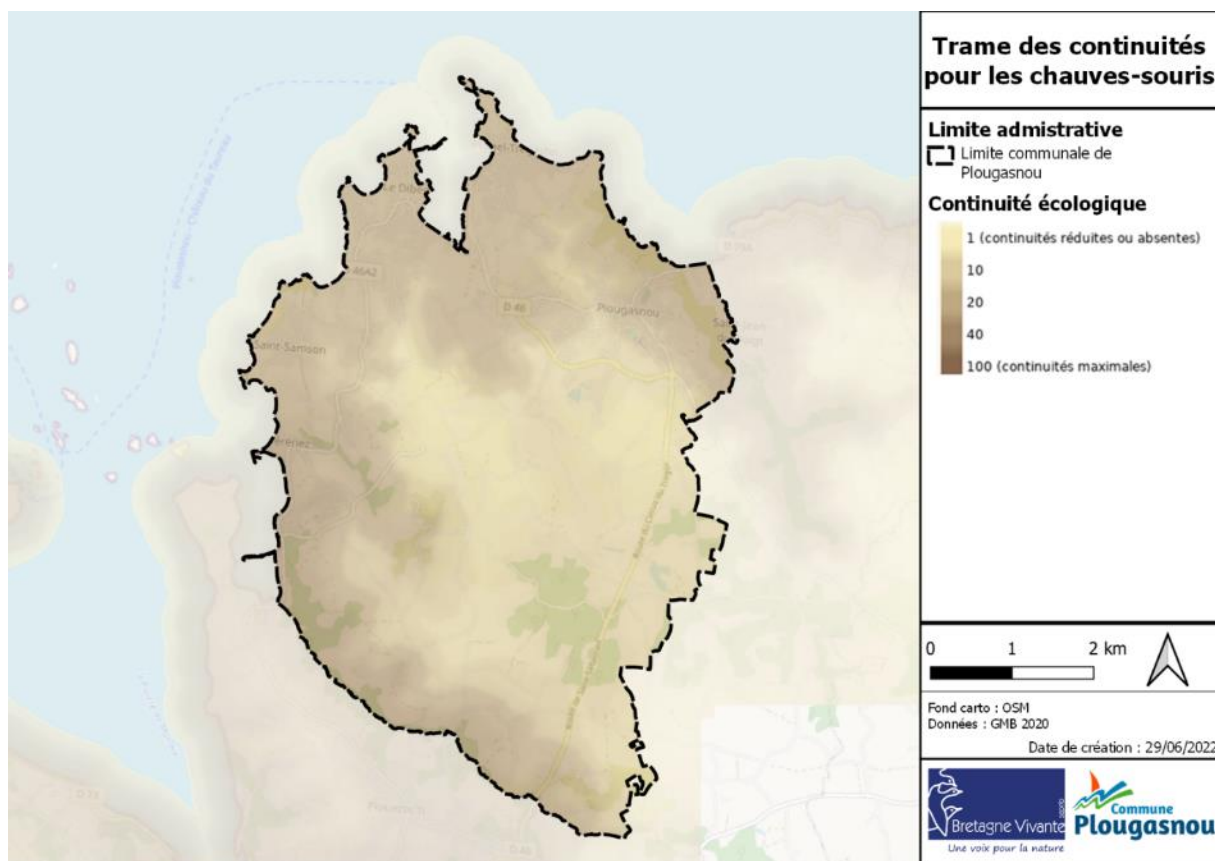 Trame des continuités
pour les chauves-souris
Limite admistrative
Limite communale de
Plougasnou
Continuité écologique
1 (continuités réduites ou absentes)
10
20
40
100 (continuités maximales)
0 1 2 km
Fond carto : OSM
Données : GMB 2020
Date de création : 29/06/2022
Bretagne Vivante
Une voix pour la nature
Commune
Plougasnou
46A2
D 46
Plougasnou
Saint-Samson
D 78A
D 73